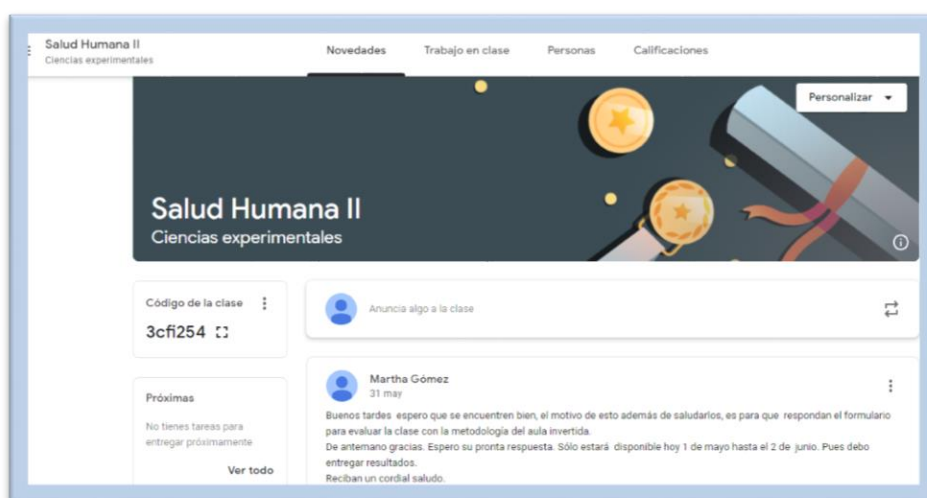 Salud Humana II
Ciencias experimentales
Novedades
Trabajo en clase
Personas
Calificaciones
Personalizar
Salud Humana II
Ciencias experimentales
Código de la clase
3cfi254
Anuncia algo a la clase
Próximas
No tienes tareas para
entregar próximamente
Ver todo
Martha Gómez
31 may
Buenos tardes espero que se encuentren bien, el motivo de esto además de saludarlos, es para que respondan el formulario
para evaluar la clase con la metodología del aula invertida.
De antemano gracias. Espero su pronta respuesta. Sólo estará disponible hoy 1 de mayo hasta el 2 de junio. Pues debo
entregar resultados.
Reciban un cordial saludo.